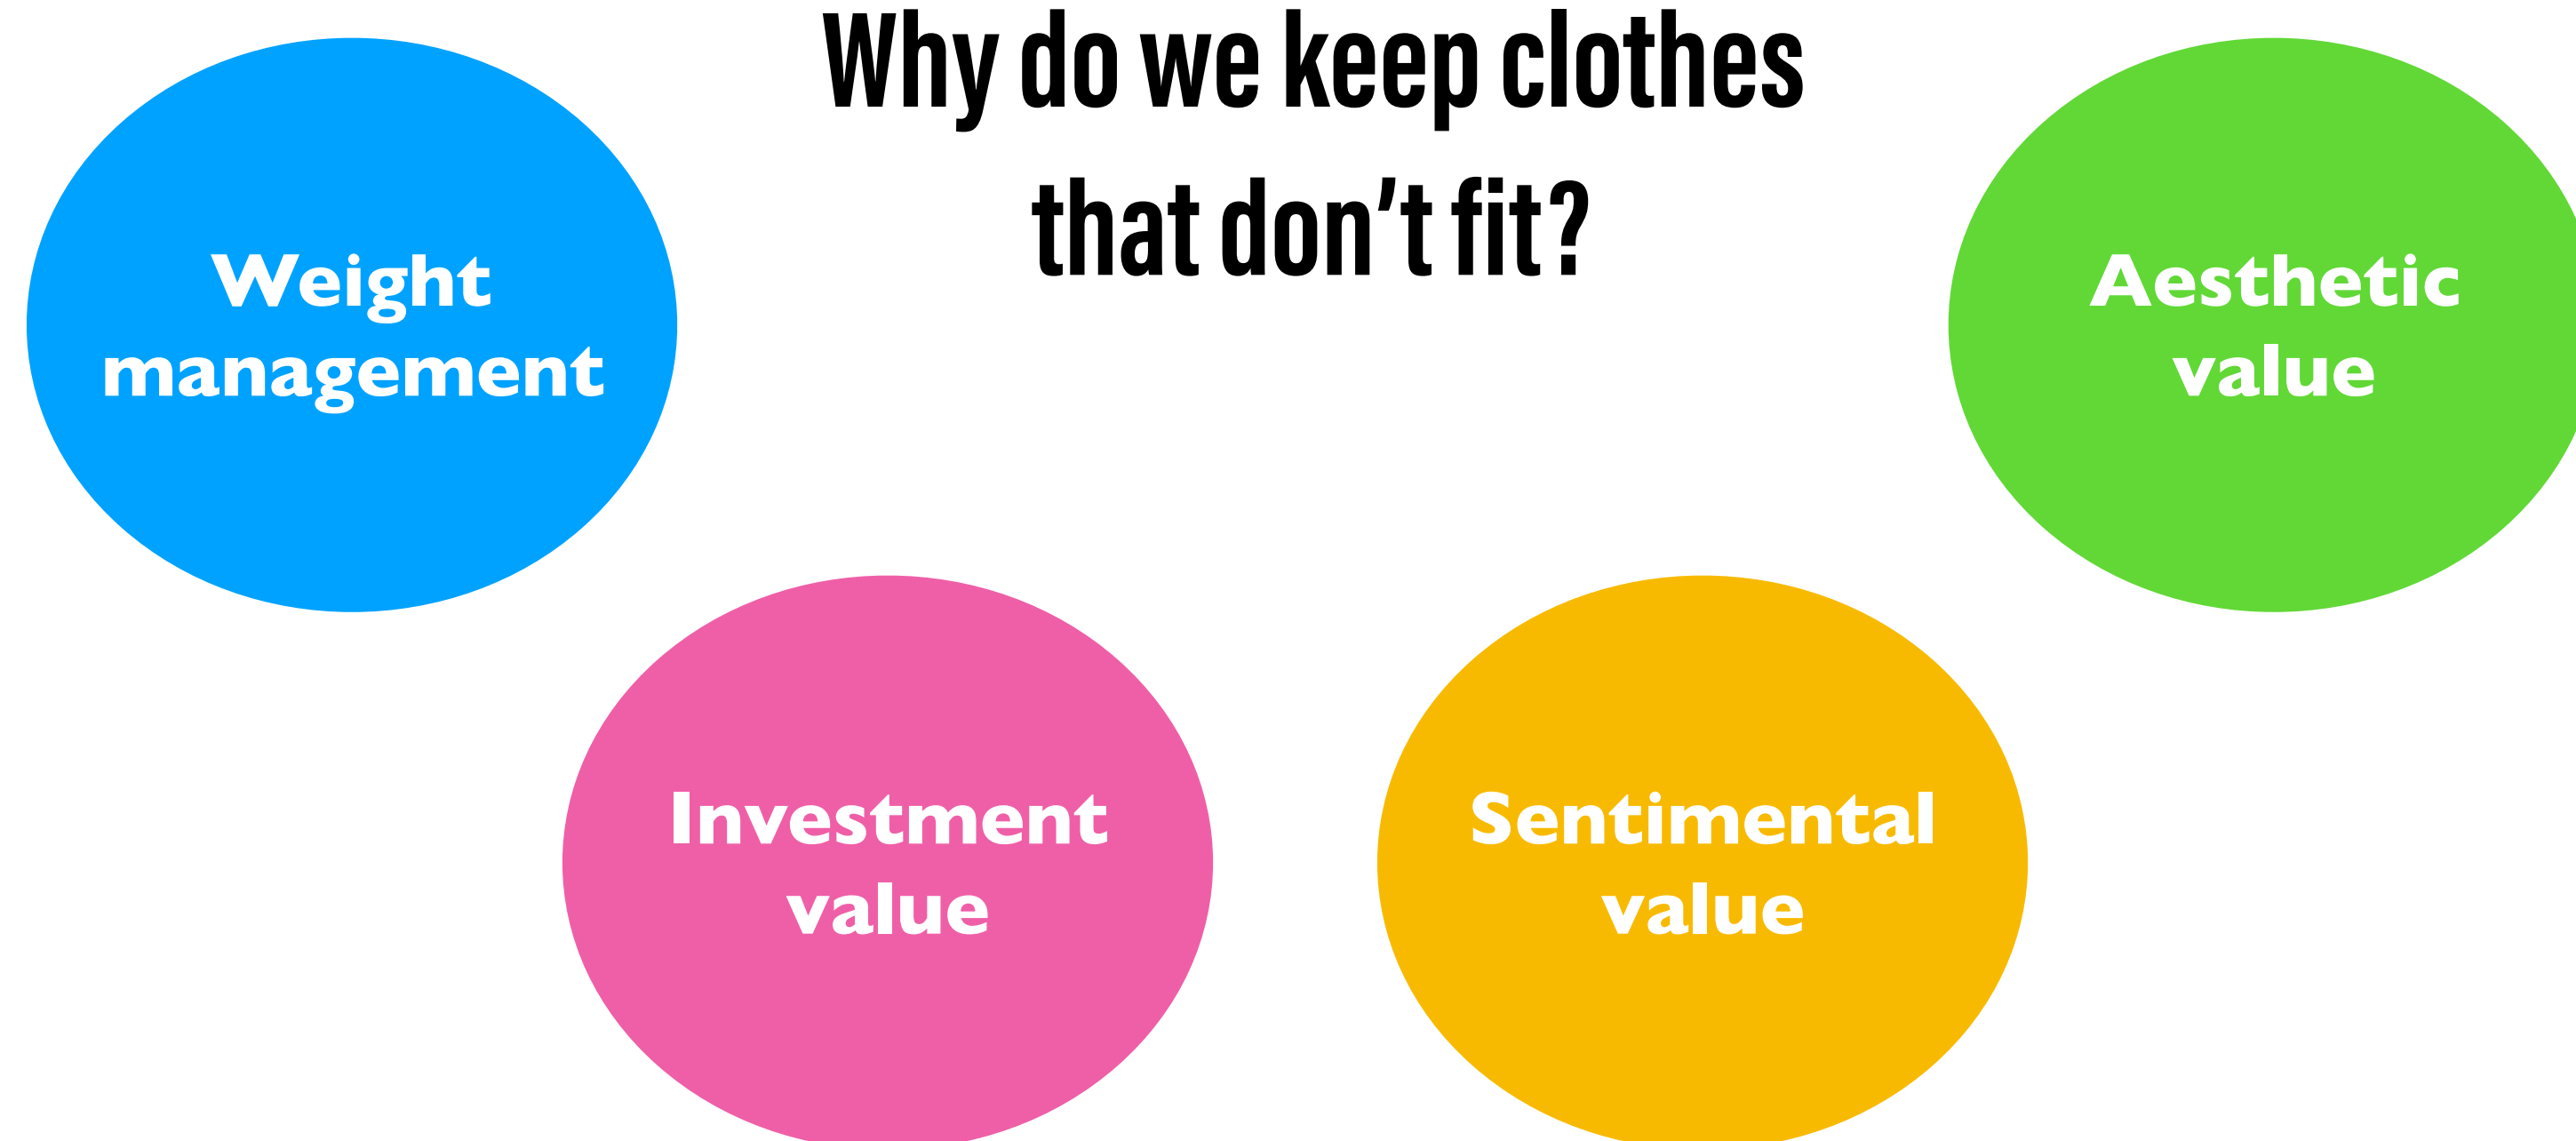 Why do we keep clothes
that don’t fit?
Weight
management
Aesthetic
value
Investment
value
Sentimental
value